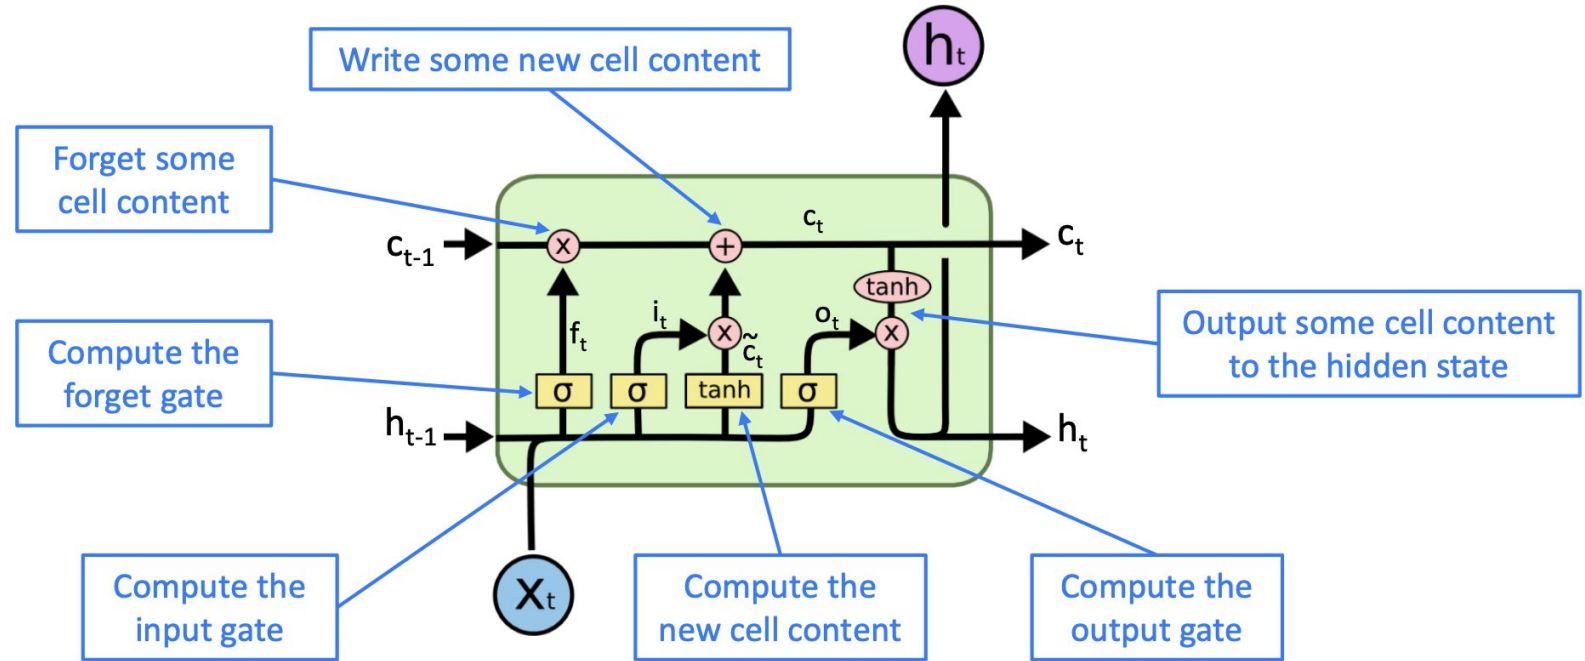 Write some new cell content
hₜ
Forget some
cell content
cₜ₋₁
x
+
cₜ
cₜ
tanh
Output some cell content
to the hidden state
iₜ
oₜ
fₜ
x
x
c̃ₜ
Compute the
forget gate
σ
σ
tanh
σ
hₜ₋₁
hₜ
Compute the
input gate
Xₜ
Compute the
new cell content
Compute the
output gate